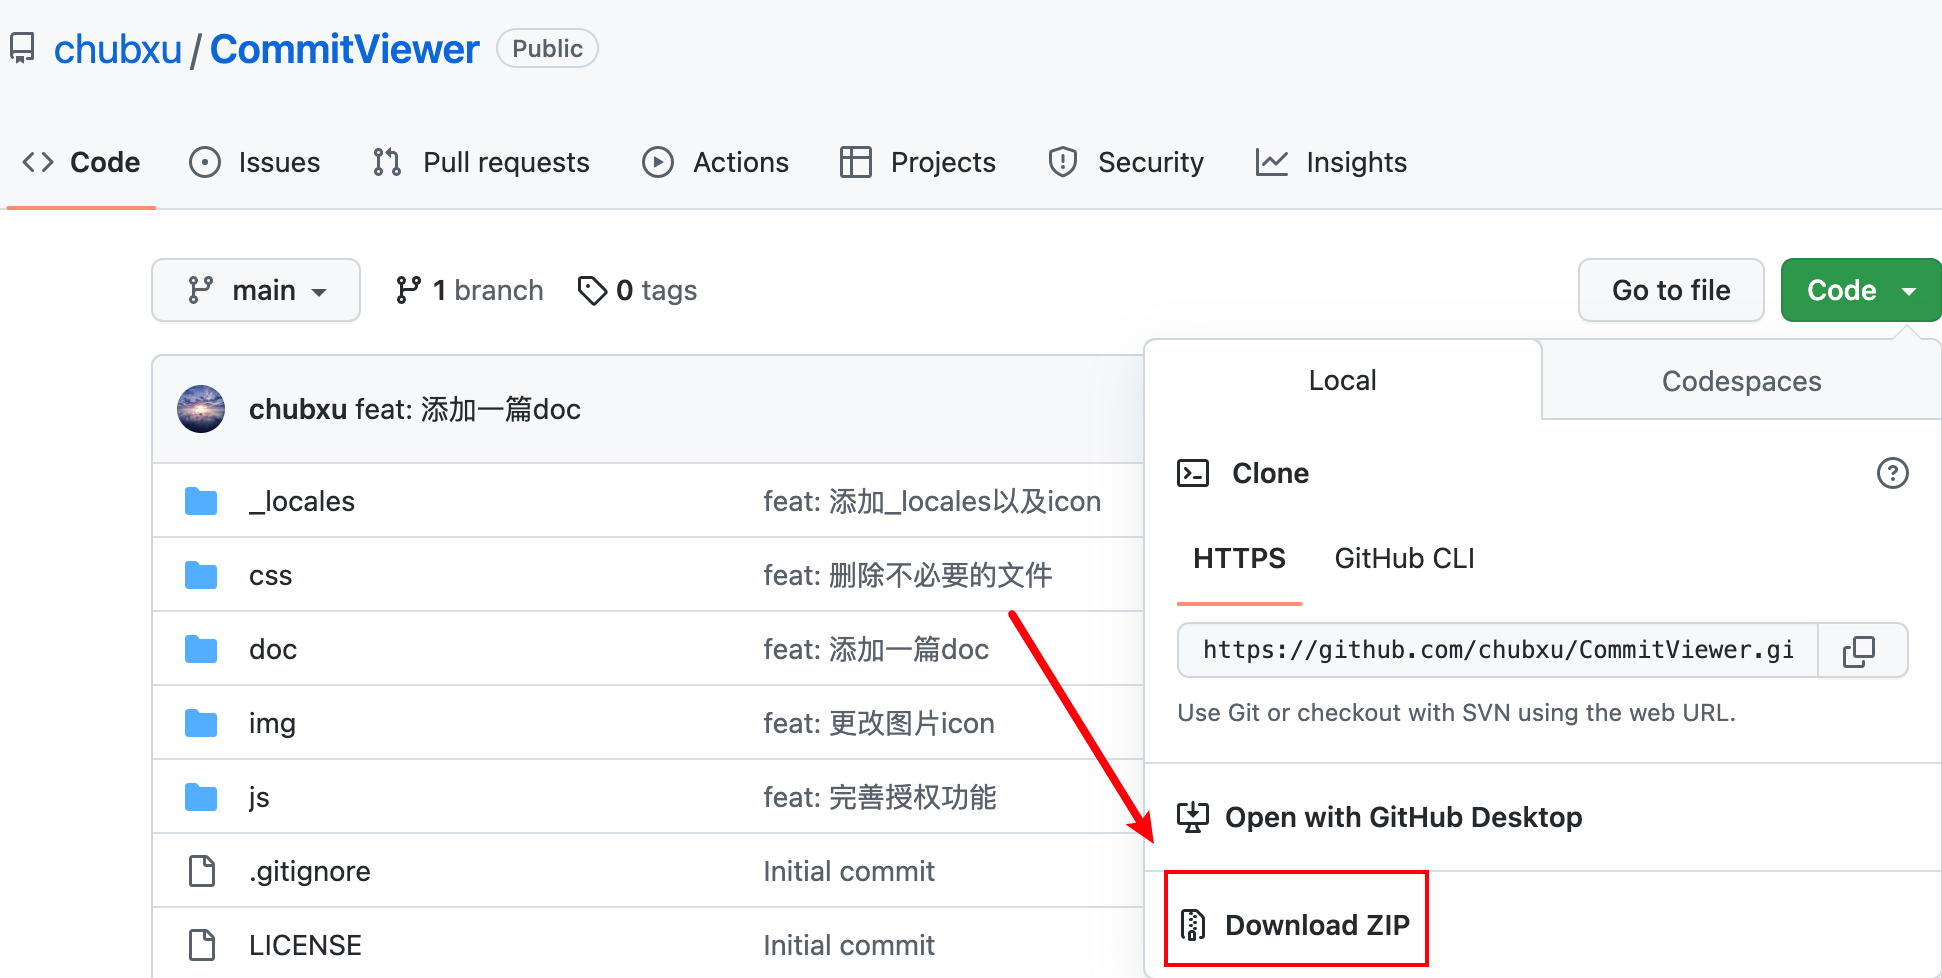 chubxu / CommitViewer Public
Code Issues Pull requests Actions Projects Security Insights
main 1 branch 0 tags Go to file Code
chubxu feat: 添加一篇doc
_locales feat: 添加_locales以及icon
css feat: 删除不必要的文件
doc feat: 添加一篇doc
img feat: 更改图片icon
js feat: 完善授权功能
.gitignore Initial commit
LICENSE Initial commit
Local Codespaces
Clone
HTTPS GitHub CLI
https://github.com/chubxu/CommitViewer.gi
Use Git or checkout with SVN using the web URL.
Open with GitHub Desktop
Download ZIP